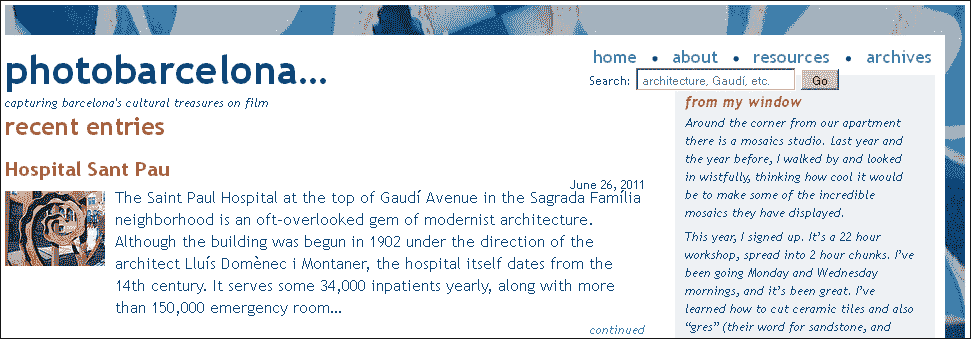 home • about • resources • archives
photobarcelona...
Search: architecture, Gaudí, etc. Go
capturing barcelona's cultural treasures on film
recent entries
Hospital Sant Pau
June 26, 2011
The Saint Paul Hospital at the top of Gaudí Avenue in the Sagrada Família
neighborhood is an oft-overlooked gem of modernist architecture.
Although the building was begun in 1902 under the direction of the
architect Lluís Domènec i Montaner, the hospital itself dates from the
14th century. It serves some 34,000 inpatients yearly, along with more
than 150,000 emergency room...
continued
from my window
Around the corner from our apartment
there is a mosaics studio. Last year and
the year before, I walked by and looked
in wistfully, thinking how cool it would
be to make some of the incredible
mosaics they have displayed.
This year, I signed up. It's a 22 hour
workshop, spread into 2 hour chunks. I've
been going Monday and Wednesday
mornings, and it's been great. I've
learned how to cut ceramic tiles and also
“gres” (their word for sandstone, and